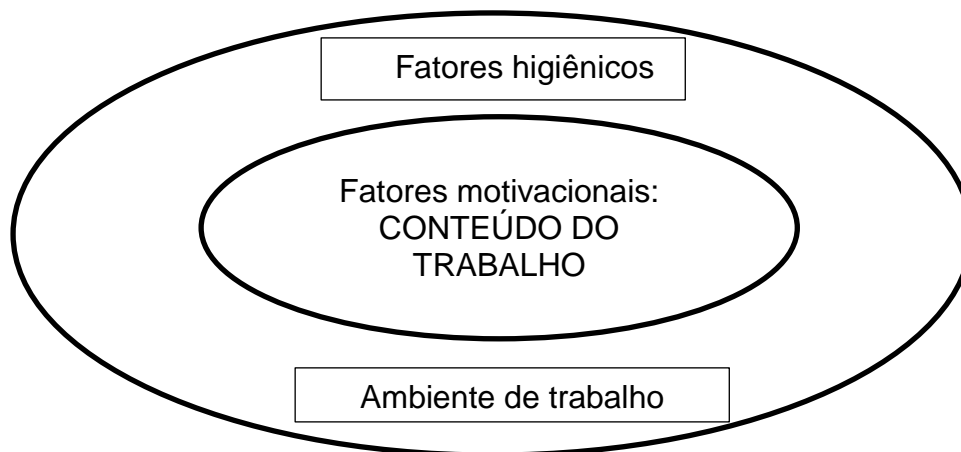 Fatores higiênicos
Fatores motivacionais:
CONTEÚDO DO
TRABALHO
Ambiente de trabalho